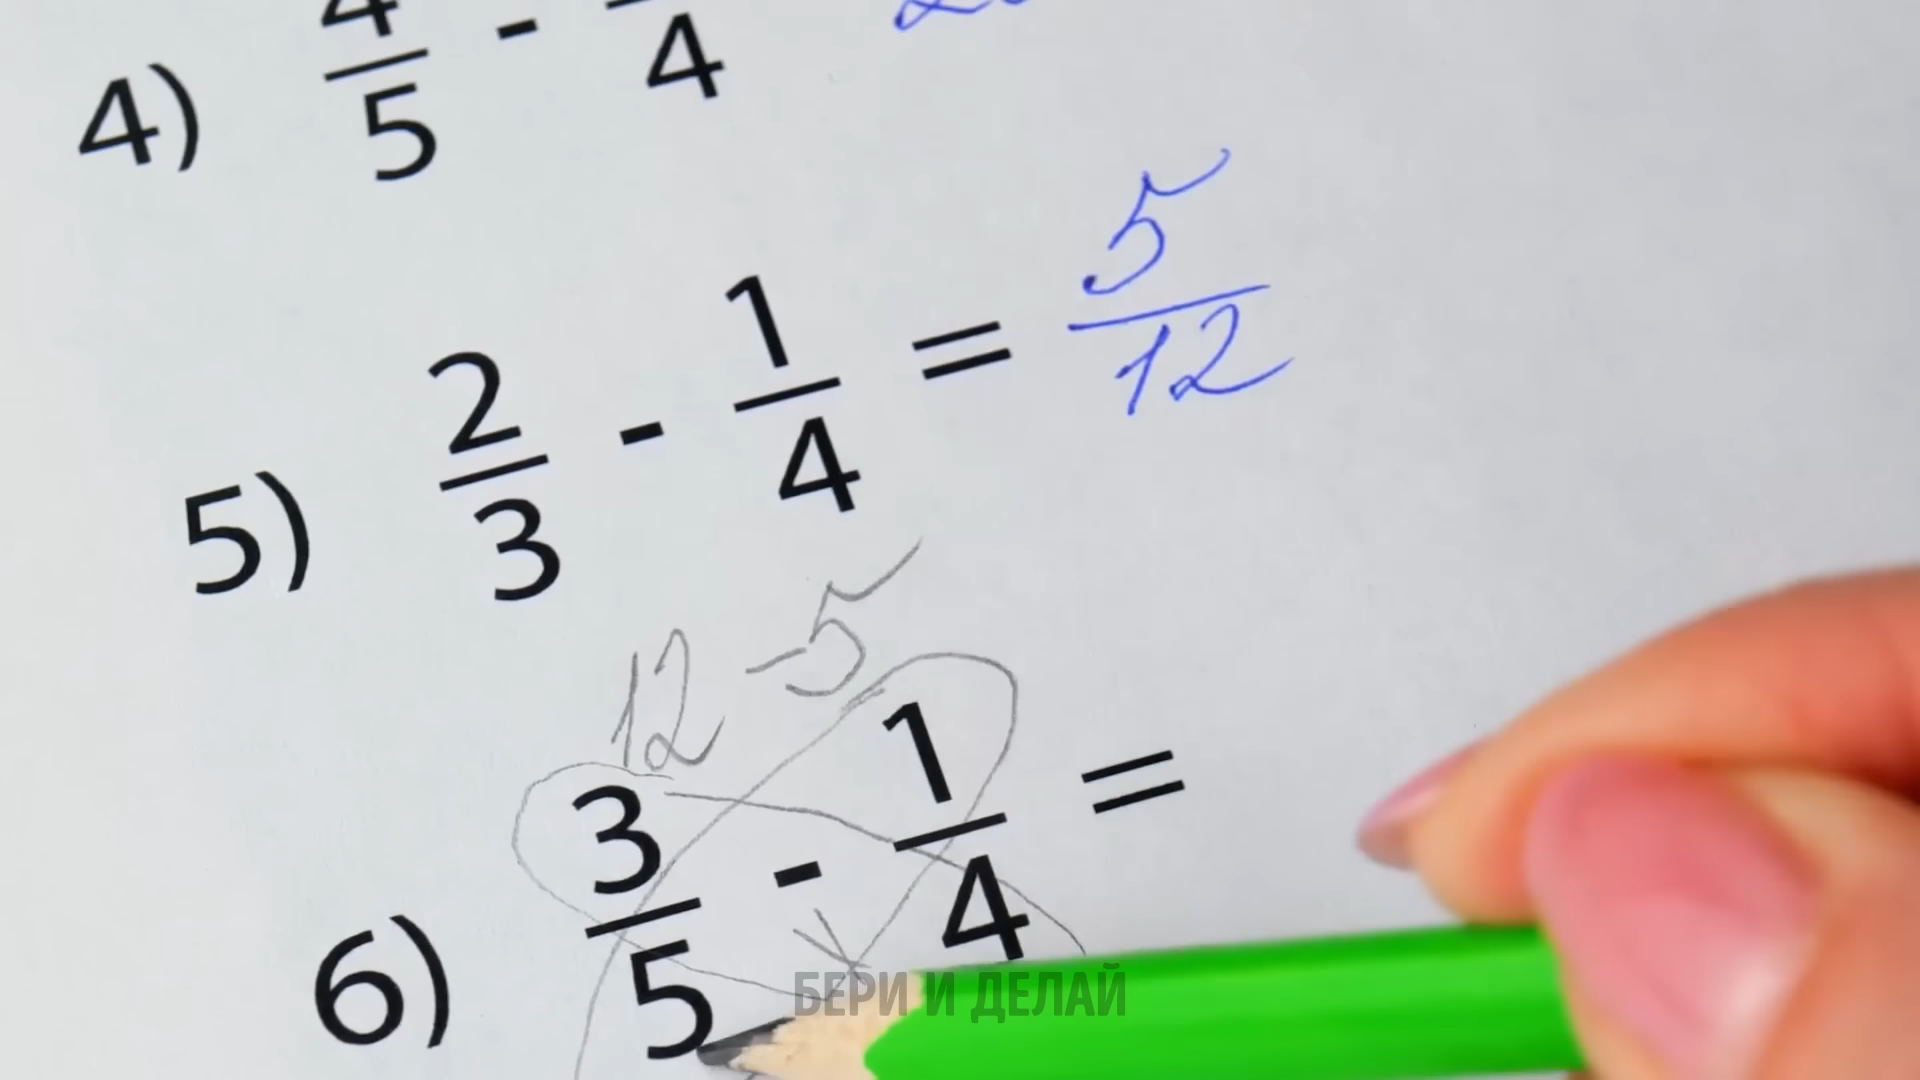 4) 4/5 - /4
5) 2/3 - 1/4 = 5/12
12 - 5
6) 3/5 - 1/4 =
БЕРИ И ДЕЛАЙ